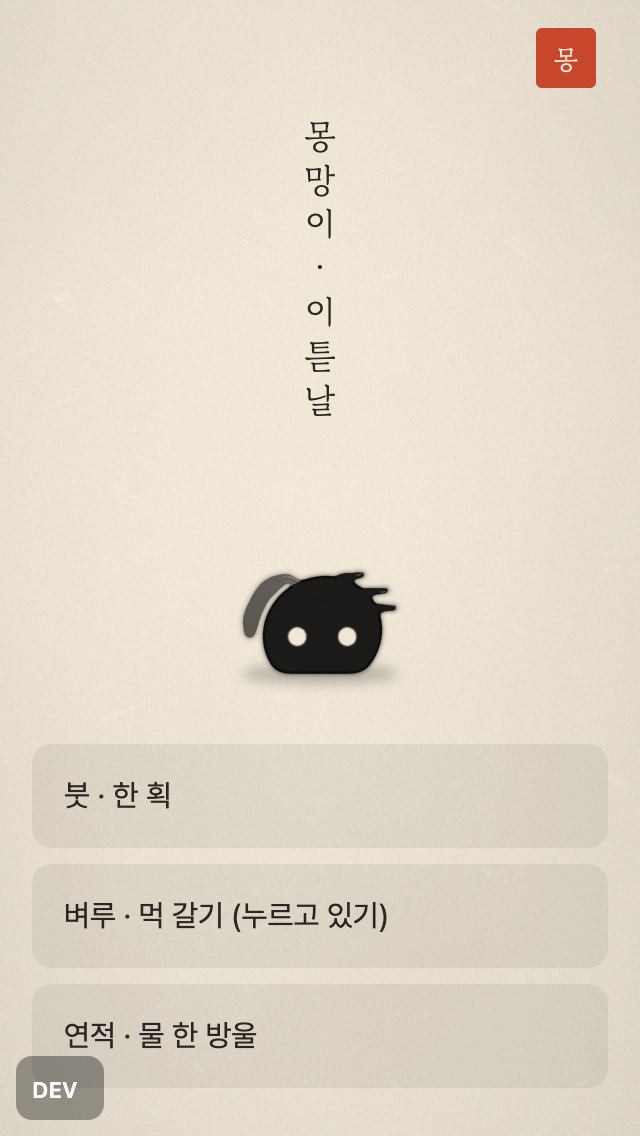 몽
몽망이 · 이튿날
붓 · 한 획
벼루 · 먹 갈기 (누르고 있기)
연적 · 물 한 방울
DEV